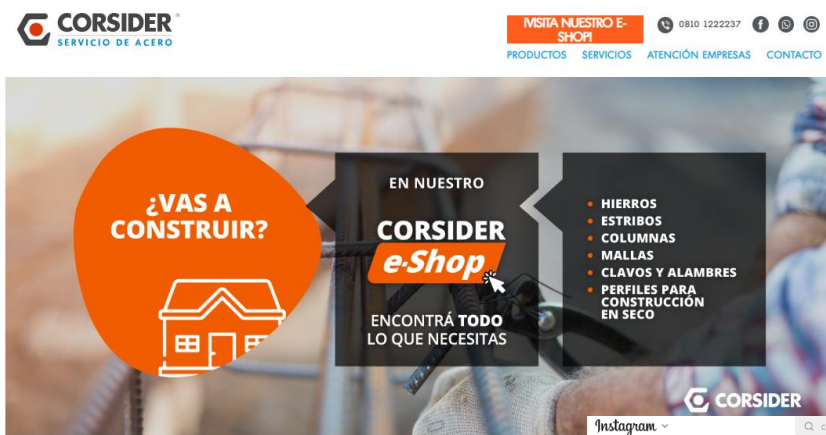 CORSIDER
SERVICIO DE ACERO
¡VISITA NUESTRO E-
SHOP!
0810 1222237
PRODUCTOS SERVICIOS ATENCIÓN EMPRESAS CONTACTO
¿VAS A
CONSTRUIR?
EN NUESTRO
CORSIDER
e-Shop
ENCONTRÁ TODO
LO QUE NECESITAS
• HIERROS
• ESTRIBOS
• COLUMNAS
• MALLAS
• CLAVOS Y ALAMBRES
• PERFILES PARA
CONSTRUCCIÓN
EN SECO
CORSIDER
Instagram